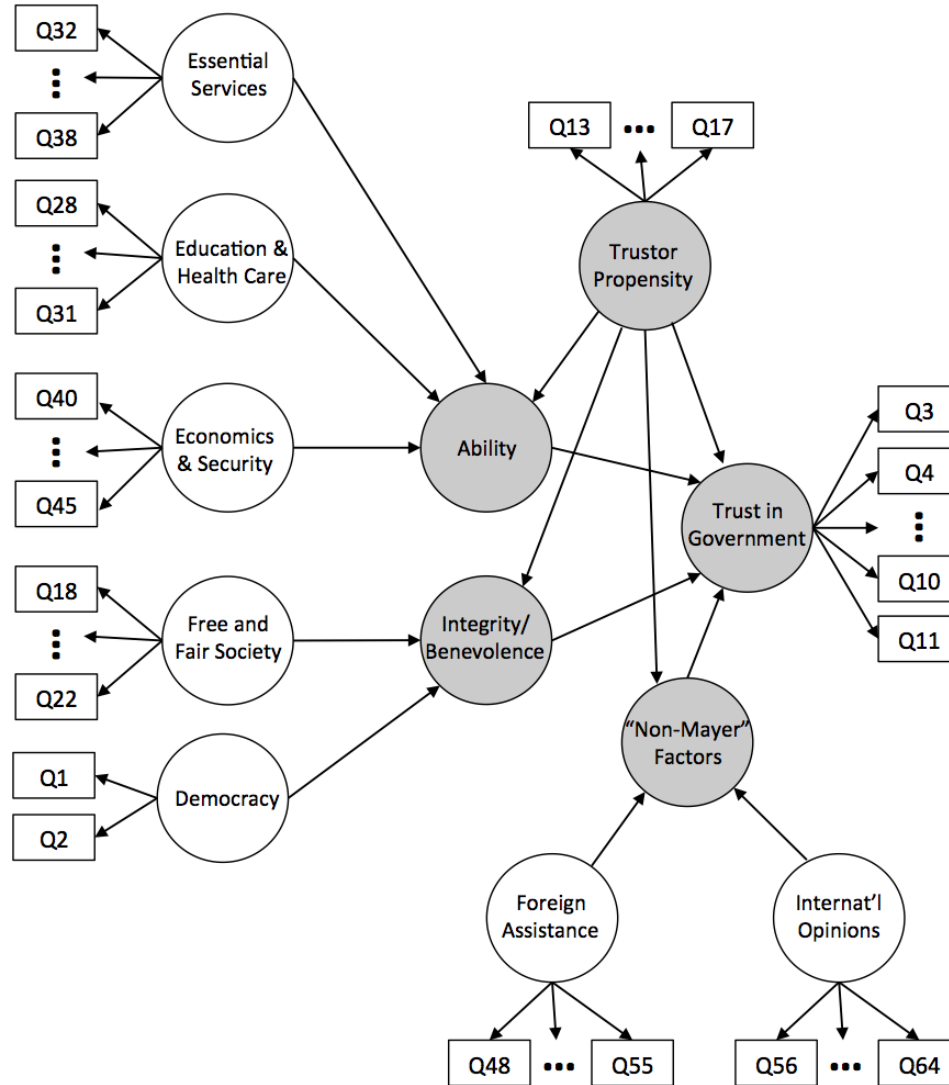 Q32
Essential
Services
Q38
Q13
Q17
Q28
Education &
Health Care
Trustor
Propensity
Q31
Q40
Economics
& Security
Ability
Q3
Q4
Q45
Trust in
Government
Q10
Q18
Free and
Fair Society
Integrity/
Benevolence
Q11
Q22
"Non-Mayer"
Factors
Q1
Democracy
Q2
Foreign
Assistance
Internat'l
Opinions
Q48
Q55
Q56
Q64